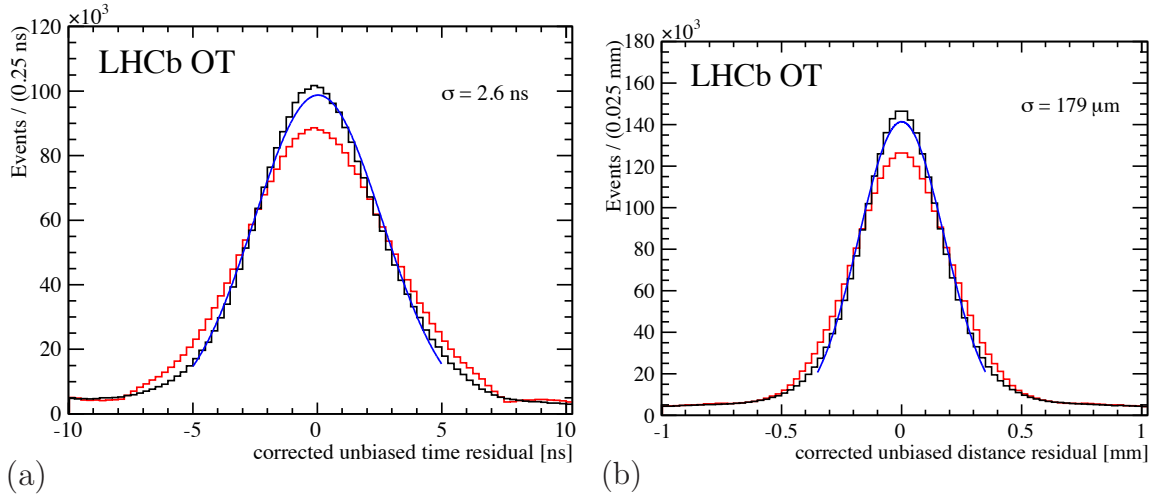 ×10³
120
100
80
60
40
20
0
Events / (0.25 ns)
LHCb OT
σ = 2.6 ns
-10 -5 0 5 10
corrected unbiased time residual [ns]
(a)
×10³
180
160
140
120
100
80
60
40
20
0
Events / (0.025 mm)
LHCb OT
σ = 179 μm
-1 -0.5 0 0.5 1
corrected unbiased distance residual [mm]
(b)